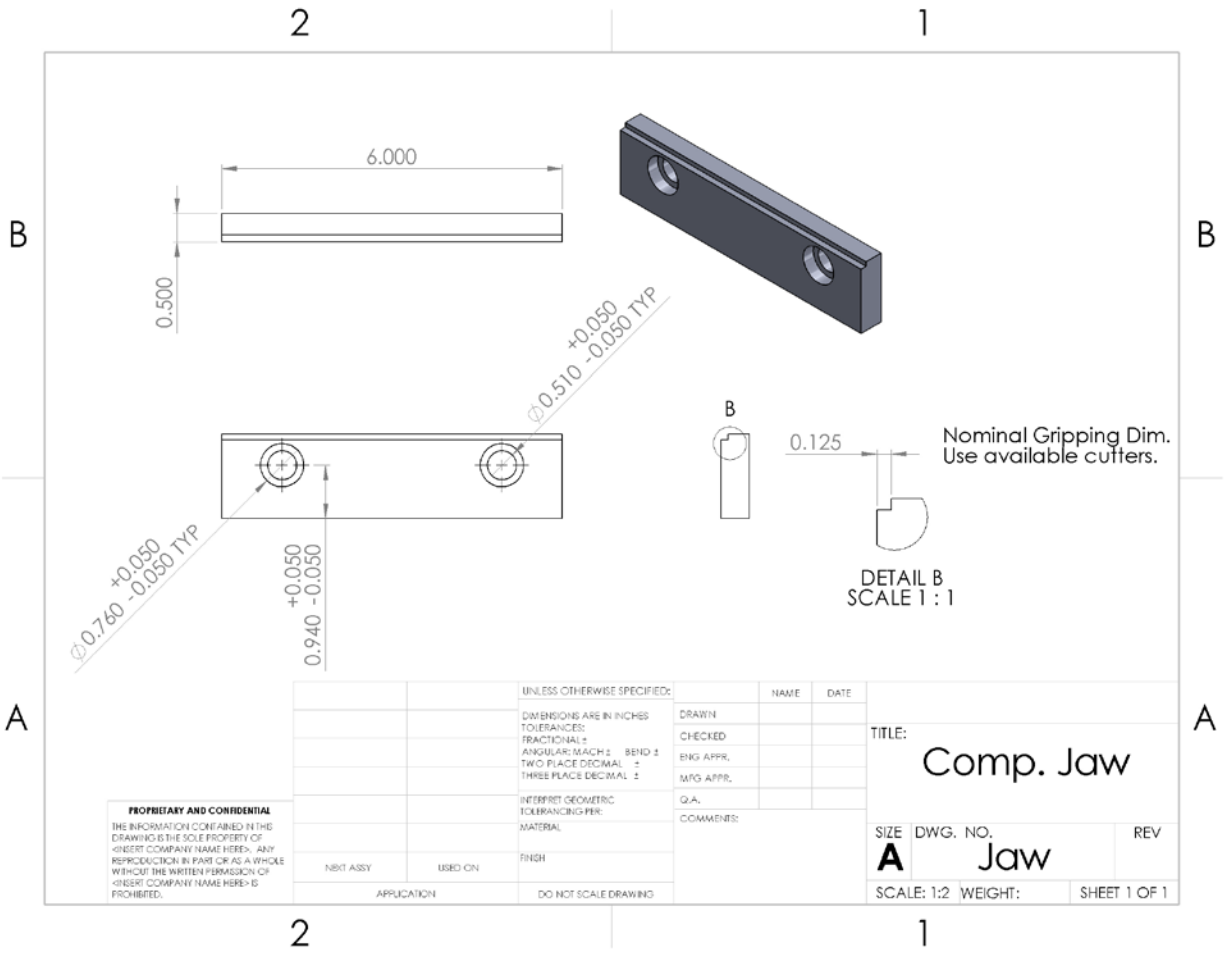 2
1
B
B
6.000
0.500
+0.050
Ø0.510 -0.050 TYP
B
0.125
Nominal Gripping Dim.
Use available cutters.
+0.050
Ø0.760 -0.050 TYP
+0.050
0.940 -0.050
DETAIL B
SCALE 1 : 1
A
A
UNLESS OTHERWISE SPECIFIED:
DIMENSIONS ARE IN INCHES
TOLERANCES:
FRACTIONAL ±
ANGULAR: MACH ± BEND ±
TWO PLACE DECIMAL ±
THREE PLACE DECIMAL ±
INTERPRET GEOMETRIC
TOLERANCING PER:
MATERIAL
FINISH
DO NOT SCALE DRAWING
NAME DATE
DRAWN
CHECKED
ENG APPR.
MFG APPR.
Q.A.
COMMENTS:
TITLE:
Comp. Jaw
SIZE DWG. NO. REV
A Jaw
SCALE: 1:2 WEIGHT: SHEET 1 OF 1
PROPRIETARY AND CONFIDENTIAL
THE INFORMATION CONTAINED IN THIS
DRAWING IS THE SOLE PROPERTY OF
<INSERT COMPANY NAME HERE>. ANY
REPRODUCTION IN PART OR AS A WHOLE
WITHOUT THE WRITTEN PERMISSION OF
<INSERT COMPANY NAME HERE> IS
PROHIBITED.
NEXT ASSY USED ON
APPLICATION
2
1